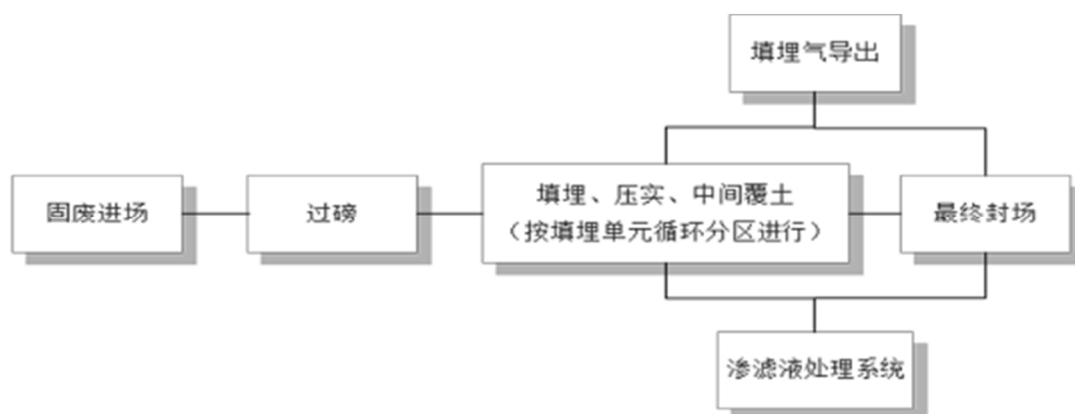 填埋气导出
固废进场
过磅
填埋、压实、中间覆土
（按填埋单元循环分区进行）
最终封场
渗滤液处理系统